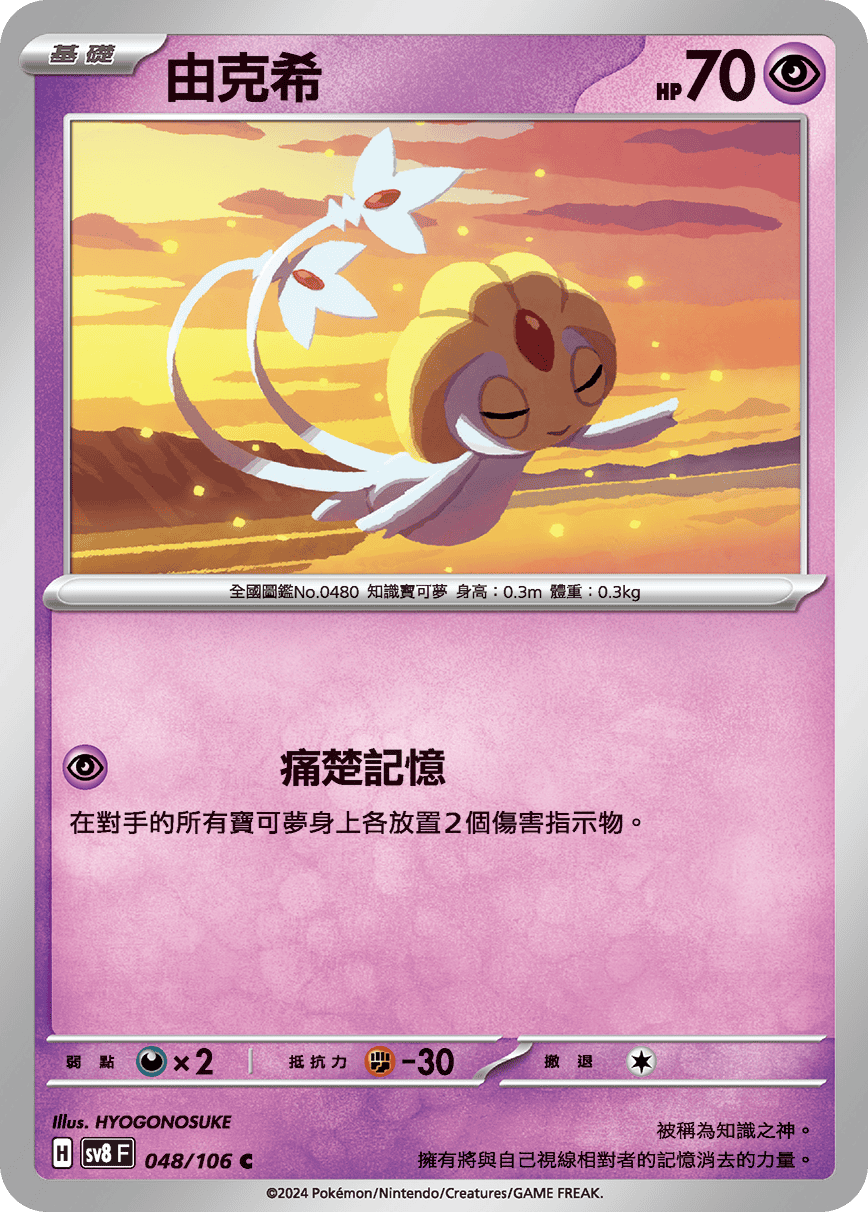 基礎 由克希 HP70
全國圖鑑No.0480 知識寶可夢 身高：0.3m 體重：0.3kg
痛楚記憶
在對手的所有寶可夢身上各放置2個傷害指示物。
弱點 ×2 抵抗力 -30 撤退
Illus. HYOGONOSUKE
被稱為知識之神。
H sv8 F 048/106 C
擁有將與自己視線相對者的記憶消去的力量。
©2024 Pokémon/Nintendo/Creatures/GAME FREAK.